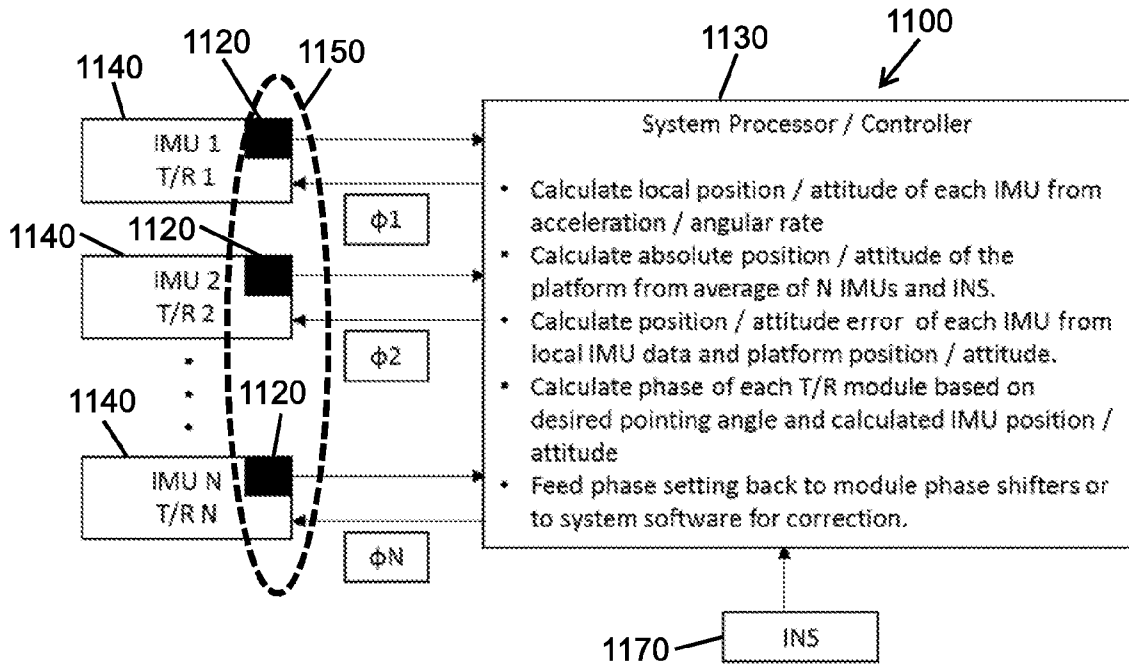 1120
1150
1130
1100
1140
IMU 1
T/R 1
System Processor / Controller
• Calculate local position / attitude of each IMU from
acceleration / angular rate
• Calculate absolute position / attitude of the
platform from average of N IMUs and INS.
• Calculate position / attitude error of each IMU from
local IMU data and platform position / attitude.
• Calculate phase of each T/R module based on
desired pointing angle and calculated IMU position /
attitude
• Feed phase setting back to module phase shifters or
to system software for correction.
ϕ1
1140
1120
IMU 2
T/R 2
ϕ2
1140
1120
IMU N
T/R N
ϕN
1170
INS